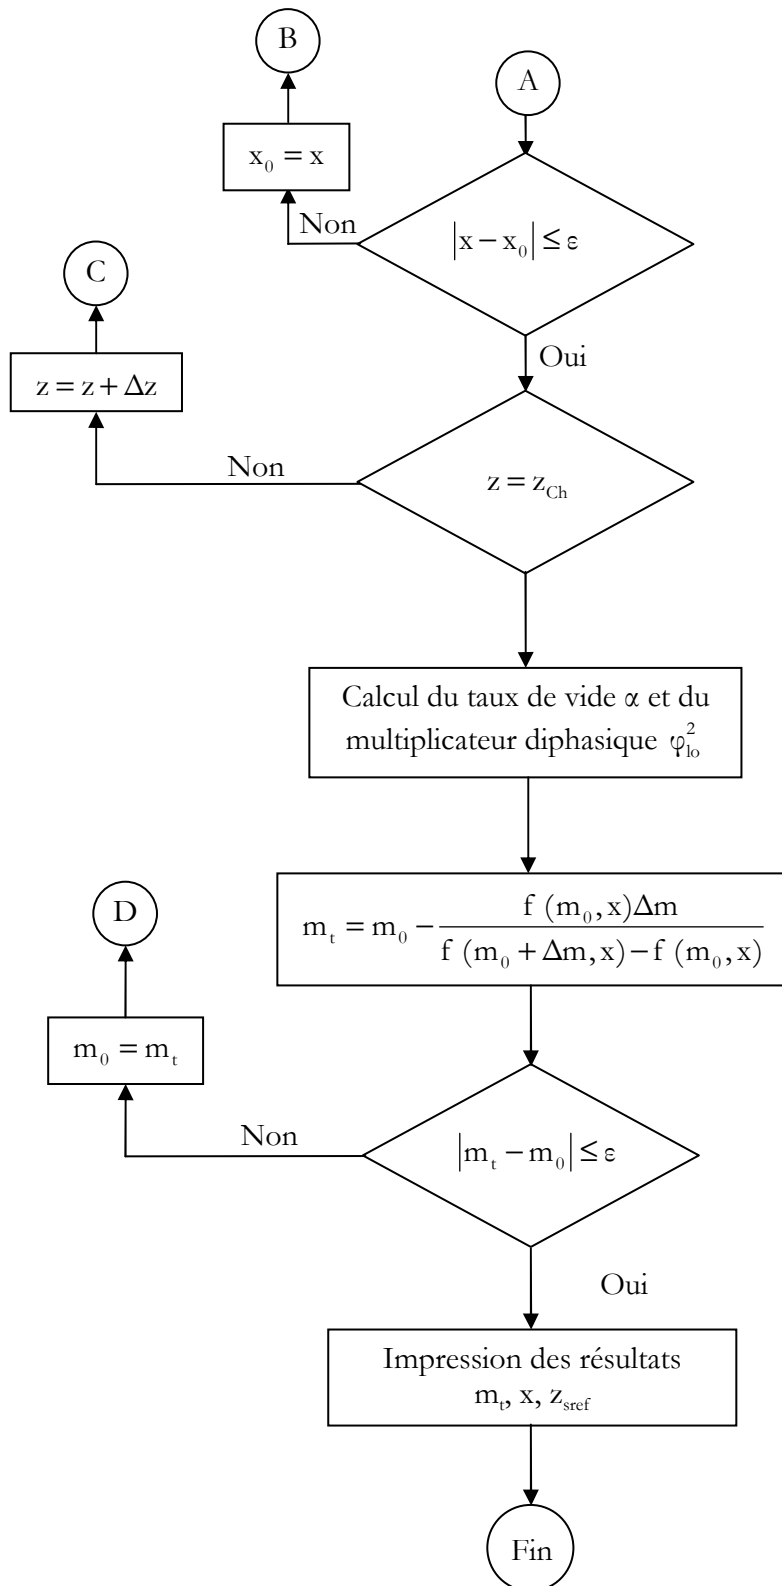 B
A
x₀ = x
Non
|x − x₀| ≤ ε
C
Oui
z = z + Δz
Non
z = z_Ch
Calcul du taux de vide α et du
multiplicateur diphasique φ²_lo
D
m_t = m₀ − f (m₀, x)Δm / f (m₀ + Δm, x) − f (m₀, x)
m₀ = m_t
Non
|m_t − m₀| ≤ ε
Oui
Impression des résultats
m_t, x, z_sref
Fin